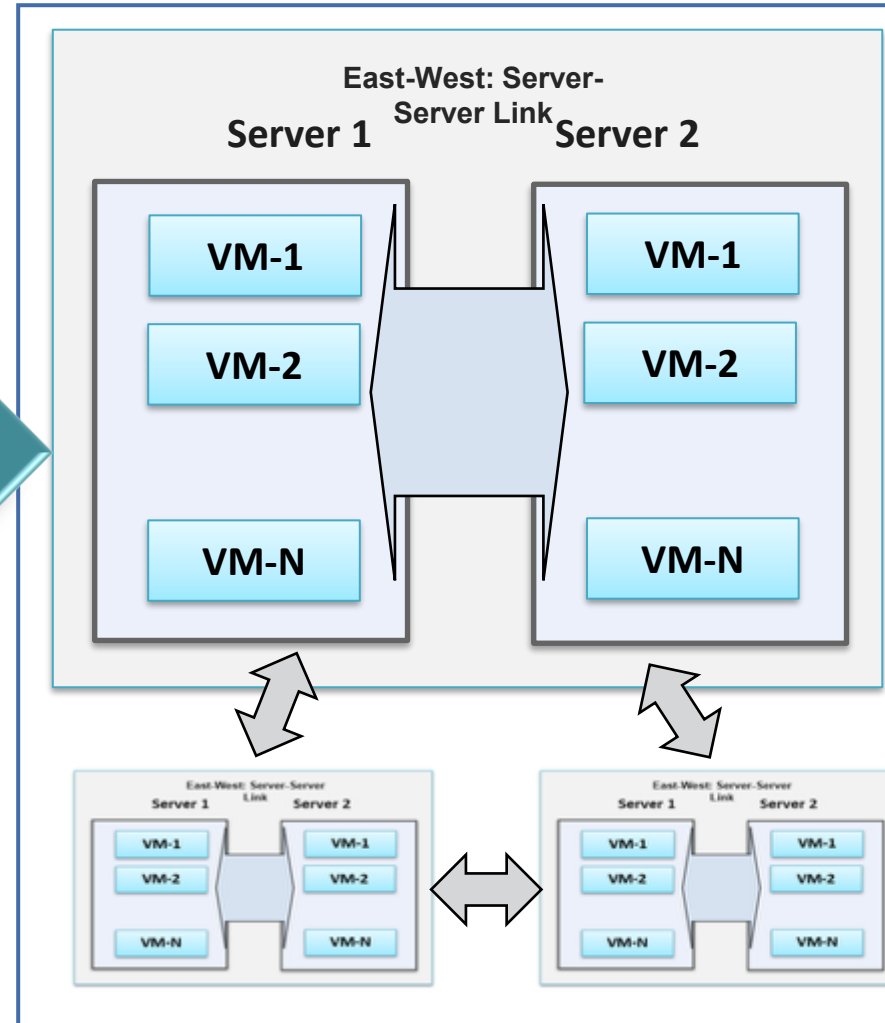 East-West: Server-
Server Link
Server 1
Server 2
VM-1
VM-2
VM-N
VM-1
VM-2
VM-N
East-West: Server-Server
Link
Server 1
Server 2
VM-1
VM-2
VM-N
VM-1
VM-2
VM-N
East-West: Server-Server
Link
Server 1
Server 2
VM-1
VM-2
VM-N
VM-1
VM-2
VM-N